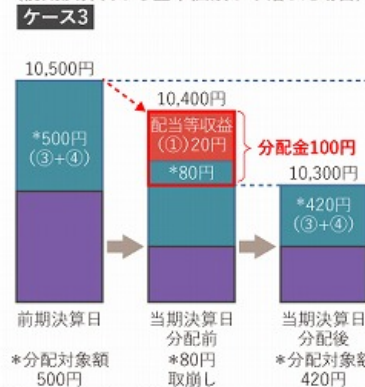 ケース3
10,500円
10,400円
配当等収益
(①)20円
分配金100円
*500円
(③+④)
*80円
10,300円
*420円
(③+④)
前期決算日
当期決算日
分配前
当期決算日
分配後
*分配対象額
500円
*80円
取崩し
*分配対象額
420円